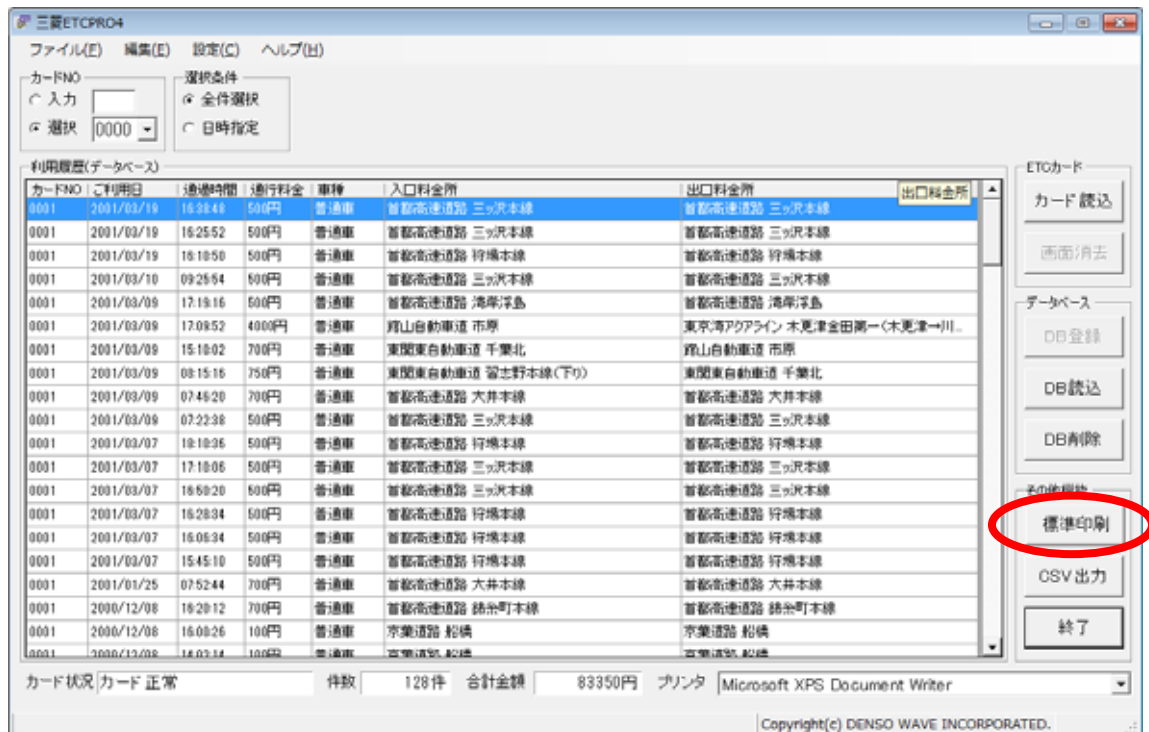 三菱ETCPRO4
ファイル(F) 編集(E) 設定(C) ヘルプ(H)
カードNO 選択条件
入力 全件選択
選択 0000 日時指定
利用履歴(データベース) ETCカード
カードNO ご利用日 通過時間 通行料金 車種 入口料金所 出口料金所 出口料金所
カード読込
0001 2001/03/19 16:38:48 500円 普通車 首都高速道路 三ッ沢本線 首都高速道路 三ッ沢本線
0001 2001/03/19 16:25:52 500円 普通車 首都高速道路 三ッ沢本線 首都高速道路 三ッ沢本線
0001 2001/03/19 16:10:50 500円 普通車 首都高速道路 狩場本線 首都高速道路 狩場本線
画面消去
0001 2001/03/10 09:25:54 500円 普通車 首都高速道路 三ッ沢本線 首都高速道路 三ッ沢本線
0001 2001/03/09 17:19:16 500円 普通車 首都高速道路 湾岸浮島 首都高速道路 湾岸浮島
データベース
0001 2001/03/09 17:09:52 4000円 普通車 館山自動車道 市原 東京湾アクアライン 木更津金田第一(木更津→川...
DB登録
0001 2001/03/09 15:10:02 700円 普通車 東関東自動車道 千葉北 館山自動車道 市原
0001 2001/03/09 08:15:16 750円 普通車 東関東自動車道 習志野本線(下り) 東関東自動車道 千葉北
DB読込
0001 2001/03/09 07:46:20 700円 普通車 首都高速道路 大井本線 首都高速道路 大井本線
0001 2001/03/09 07:22:38 500円 普通車 首都高速道路 三ッ沢本線 首都高速道路 三ッ沢本線
0001 2001/03/07 18:10:36 500円 普通車 首都高速道路 狩場本線 首都高速道路 狩場本線
DB削除
0001 2001/03/07 17:10:06 500円 普通車 首都高速道路 三ッ沢本線 首都高速道路 三ッ沢本線
0001 2001/03/07 16:50:20 500円 普通車 首都高速道路 三ッ沢本線 首都高速道路 三ッ沢本線
その他機能
0001 2001/03/07 16:28:34 500円 普通車 首都高速道路 狩場本線 首都高速道路 狩場本線
標準印刷
0001 2001/03/07 16:06:34 500円 普通車 首都高速道路 狩場本線 首都高速道路 狩場本線
0001 2001/03/07 15:45:10 500円 普通車 首都高速道路 狩場本線 首都高速道路 狩場本線
CSV出力
0001 2001/01/25 07:52:44 700円 普通車 首都高速道路 大井本線 首都高速道路 大井本線
0001 2000/12/08 16:20:12 700円 普通車 首都高速道路 錦糸町本線 首都高速道路 錦糸町本線
0001 2000/12/08 16:00:26 100円 普通車 京葉道路 船橋 京葉道路 船橋
終了
0001 2000/12/08 14:02:14 100円 普通車 京葉道路 船橋 京葉道路 船橋
カード状況 カード正常 件数 128件 合計金額 83350円 プリンタ Microsoft XPS Document Writer
Copyright(c) DENSO WAVE INCORPORATED.